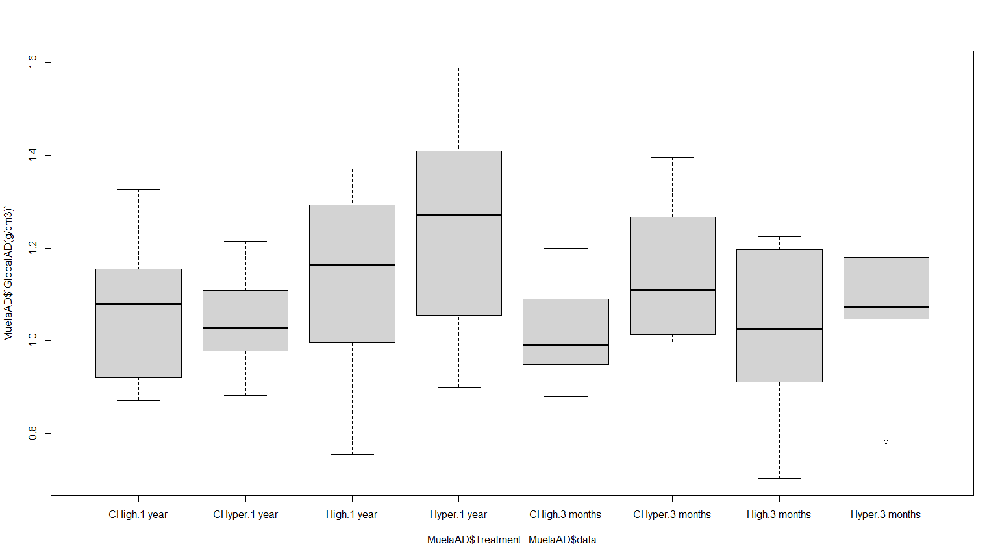 MuelaAD$`GlobalAD(g/cm3)`
1.6
1.4
1.2
1.0
0.8
CHigh.1 year CHyper.1 year High.1 year Hyper.1 year CHigh.3 months CHyper.3 months High.3 months Hyper.3 months
MuelaAD$Treatment : MuelaAD$data